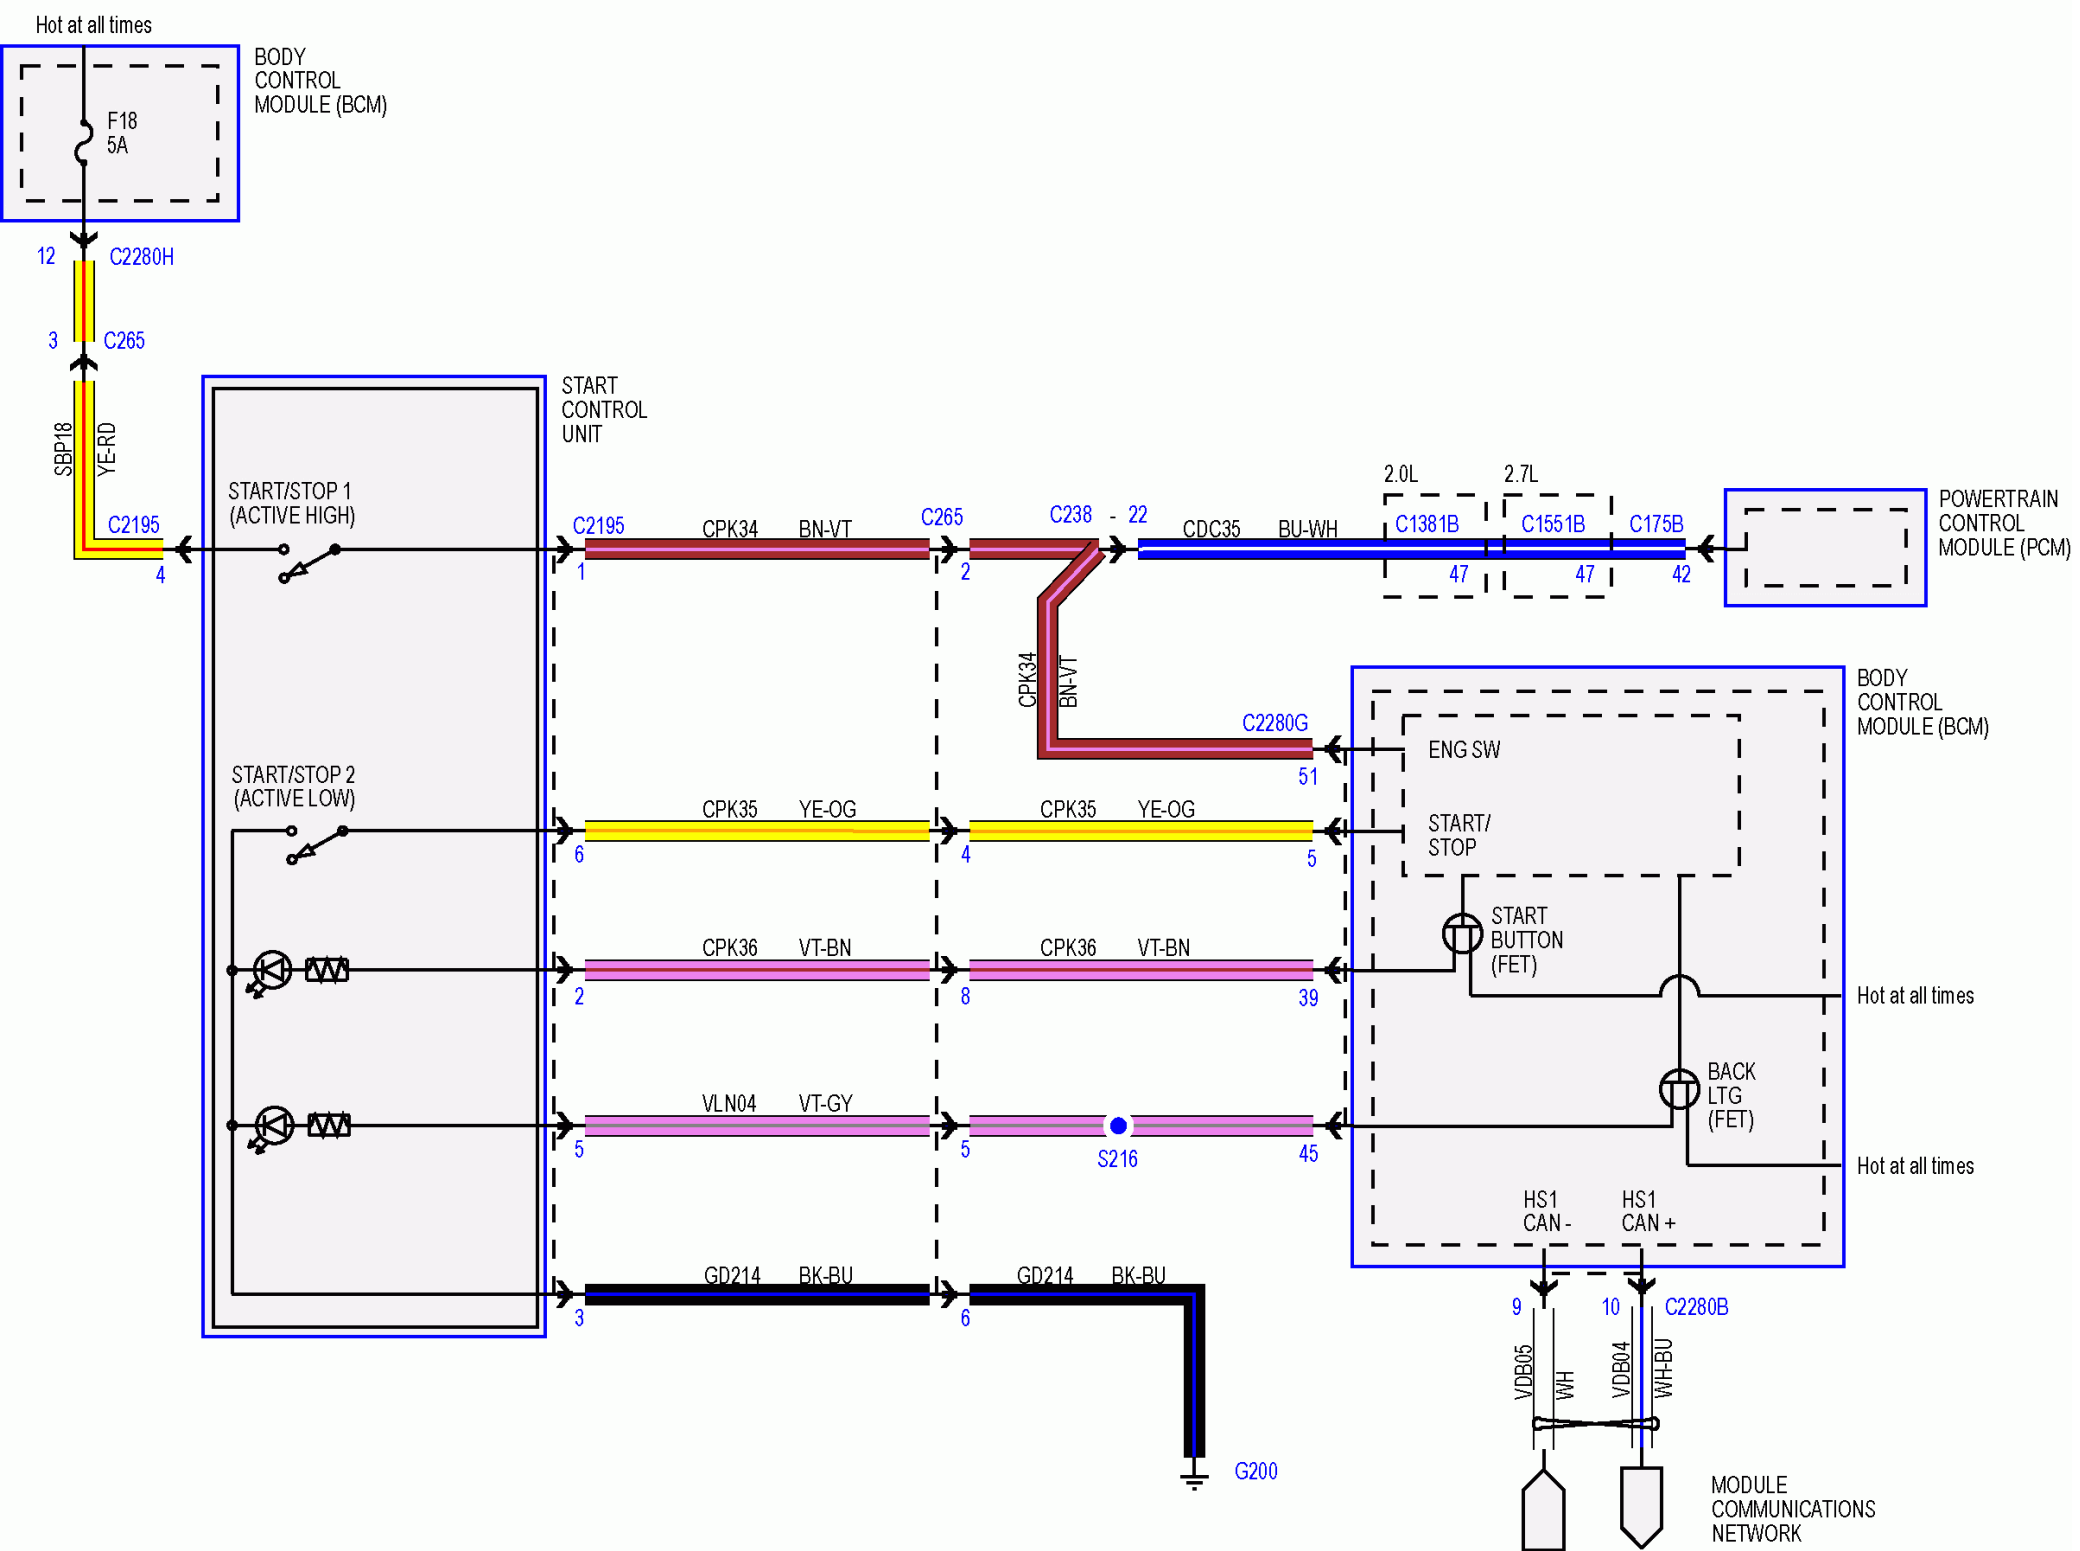 Hot at all times
BODY
CONTROL
MODULE (BCM)
F18
5A
12
C2280H
3
C265
SBP18
YE-RD
C2195
4
START
CONTROL
UNIT
START/STOP 1
(ACTIVE HIGH)
C2195
1
CPK34
BN-VT
C265
2
C238
- 22
CDC35
BU-WH
2.0L
C1381B
47
2.7L
C1551B
47
C175B
42
POWERTRAIN
CONTROL
MODULE (PCM)
CPK34
BN-VT
C2280G
51
BODY
CONTROL
MODULE (BCM)
ENG SW
START/STOP 2
(ACTIVE LOW)
6
CPK35
YE-OG
4
CPK35
YE-OG
5
START/
STOP
2
CPK36
VT-BN
8
CPK36
VT-BN
39
START
BUTTON
(FET)
Hot at all times
5
VLN04
VT-GY
5
S216
45
BACK
LTG
(FET)
Hot at all times
HS1
CAN -
HS1
CAN +
3
GD214
BK-BU
6
GD214
BK-BU
G200
9
10
C2280B
VDB05
WH
VDB04
WH-BU
MODULE
COMMUNICATIONS
NETWORK